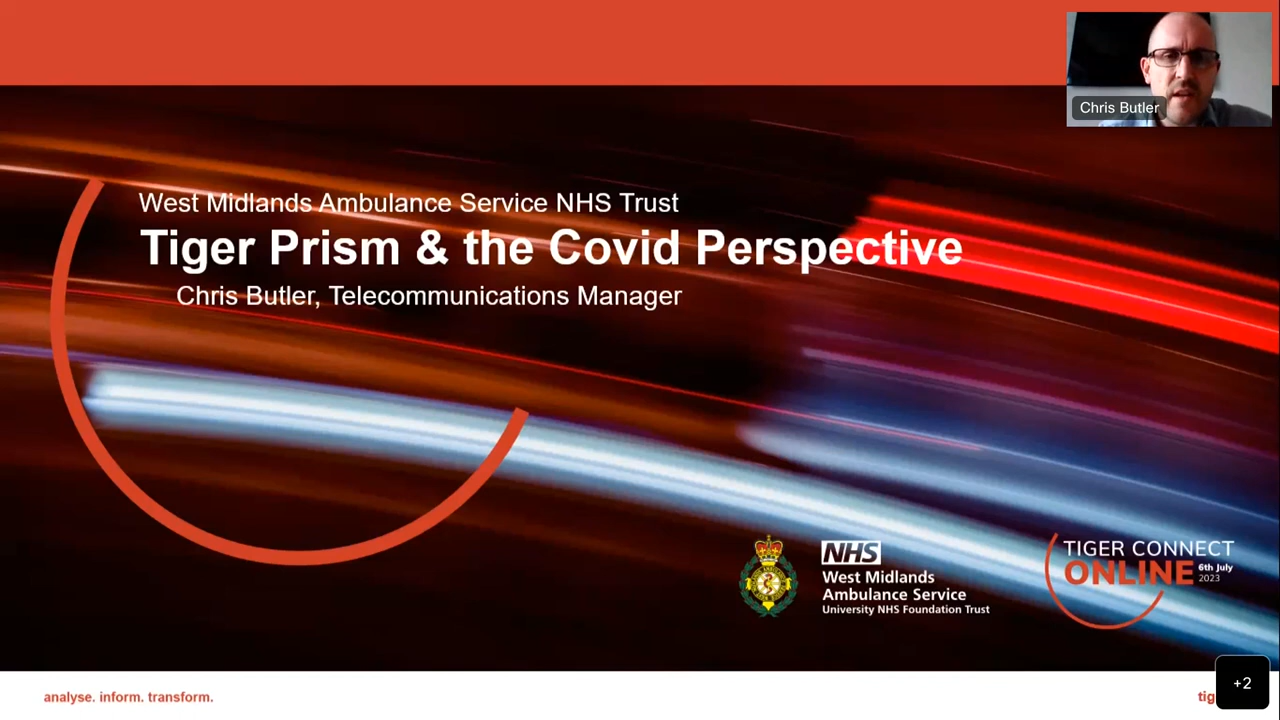 Chris Butler
West Midlands Ambulance Service NHS Trust
Tiger Prism & the Covid Perspective
Chris Butler, Telecommunications Manager
NHS
West Midlands
Ambulance Service
University NHS Foundation Trust
TIGER CONNECT
ONLINE 6th July
2023
analyse. inform. transform.
tig
+2